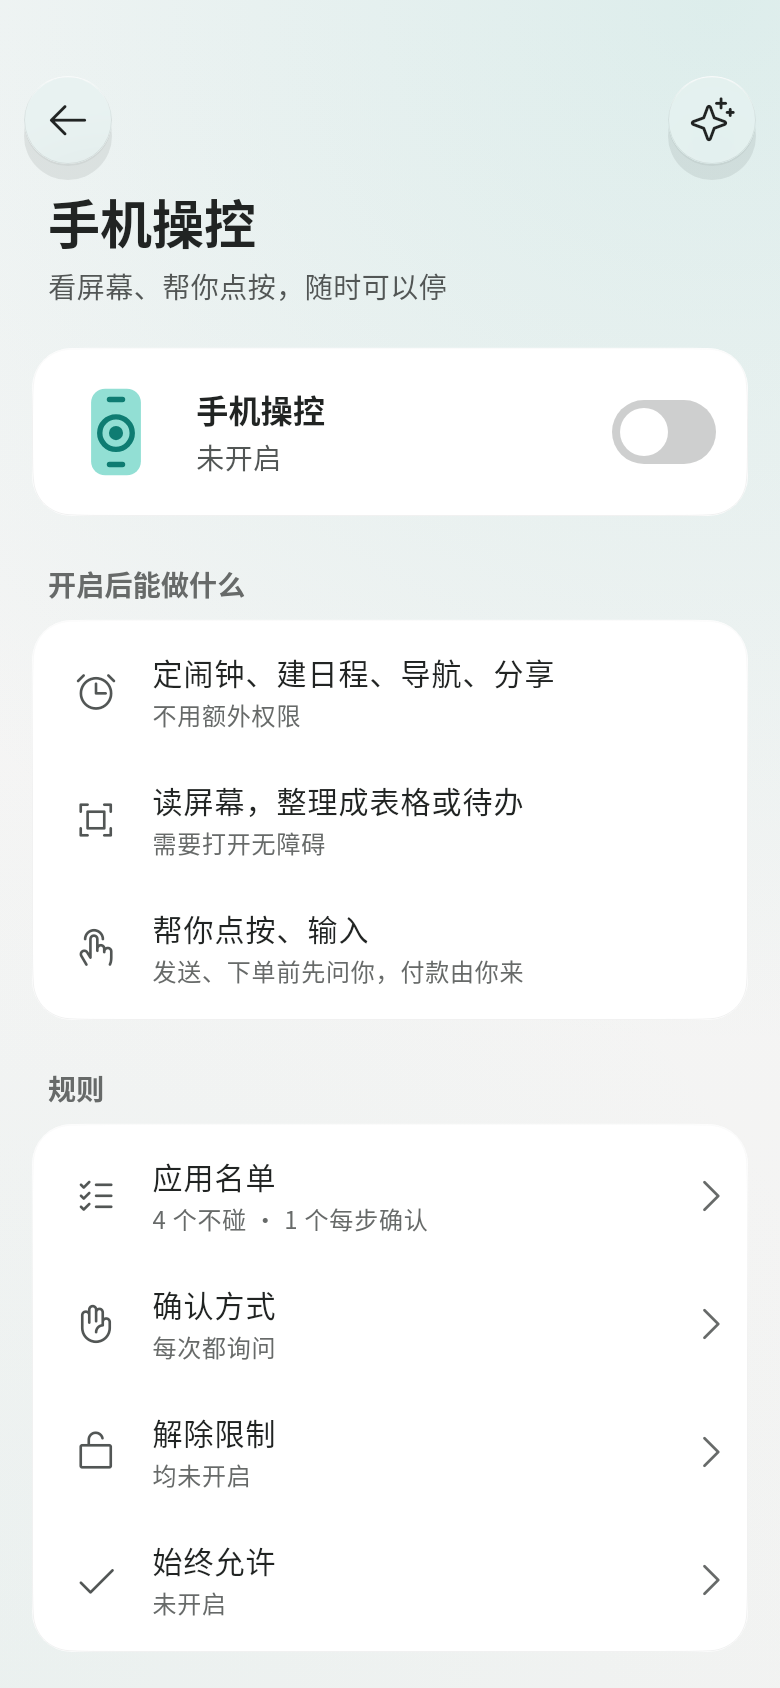 手机操控
看屏幕、帮你点按，随时可以停
手机操控
未开启
开启后能做什么
定闹钟、建日程、导航、分享
不用额外权限
读屏幕，整理成表格或待办
需要打开无障碍
帮你点按、输入
发送、下单前先问你，付款由你来
规则
应用名单
4 个不碰 · 1 个每步确认
确认方式
每次都询问
解除限制
均未开启
始终允许
未开启